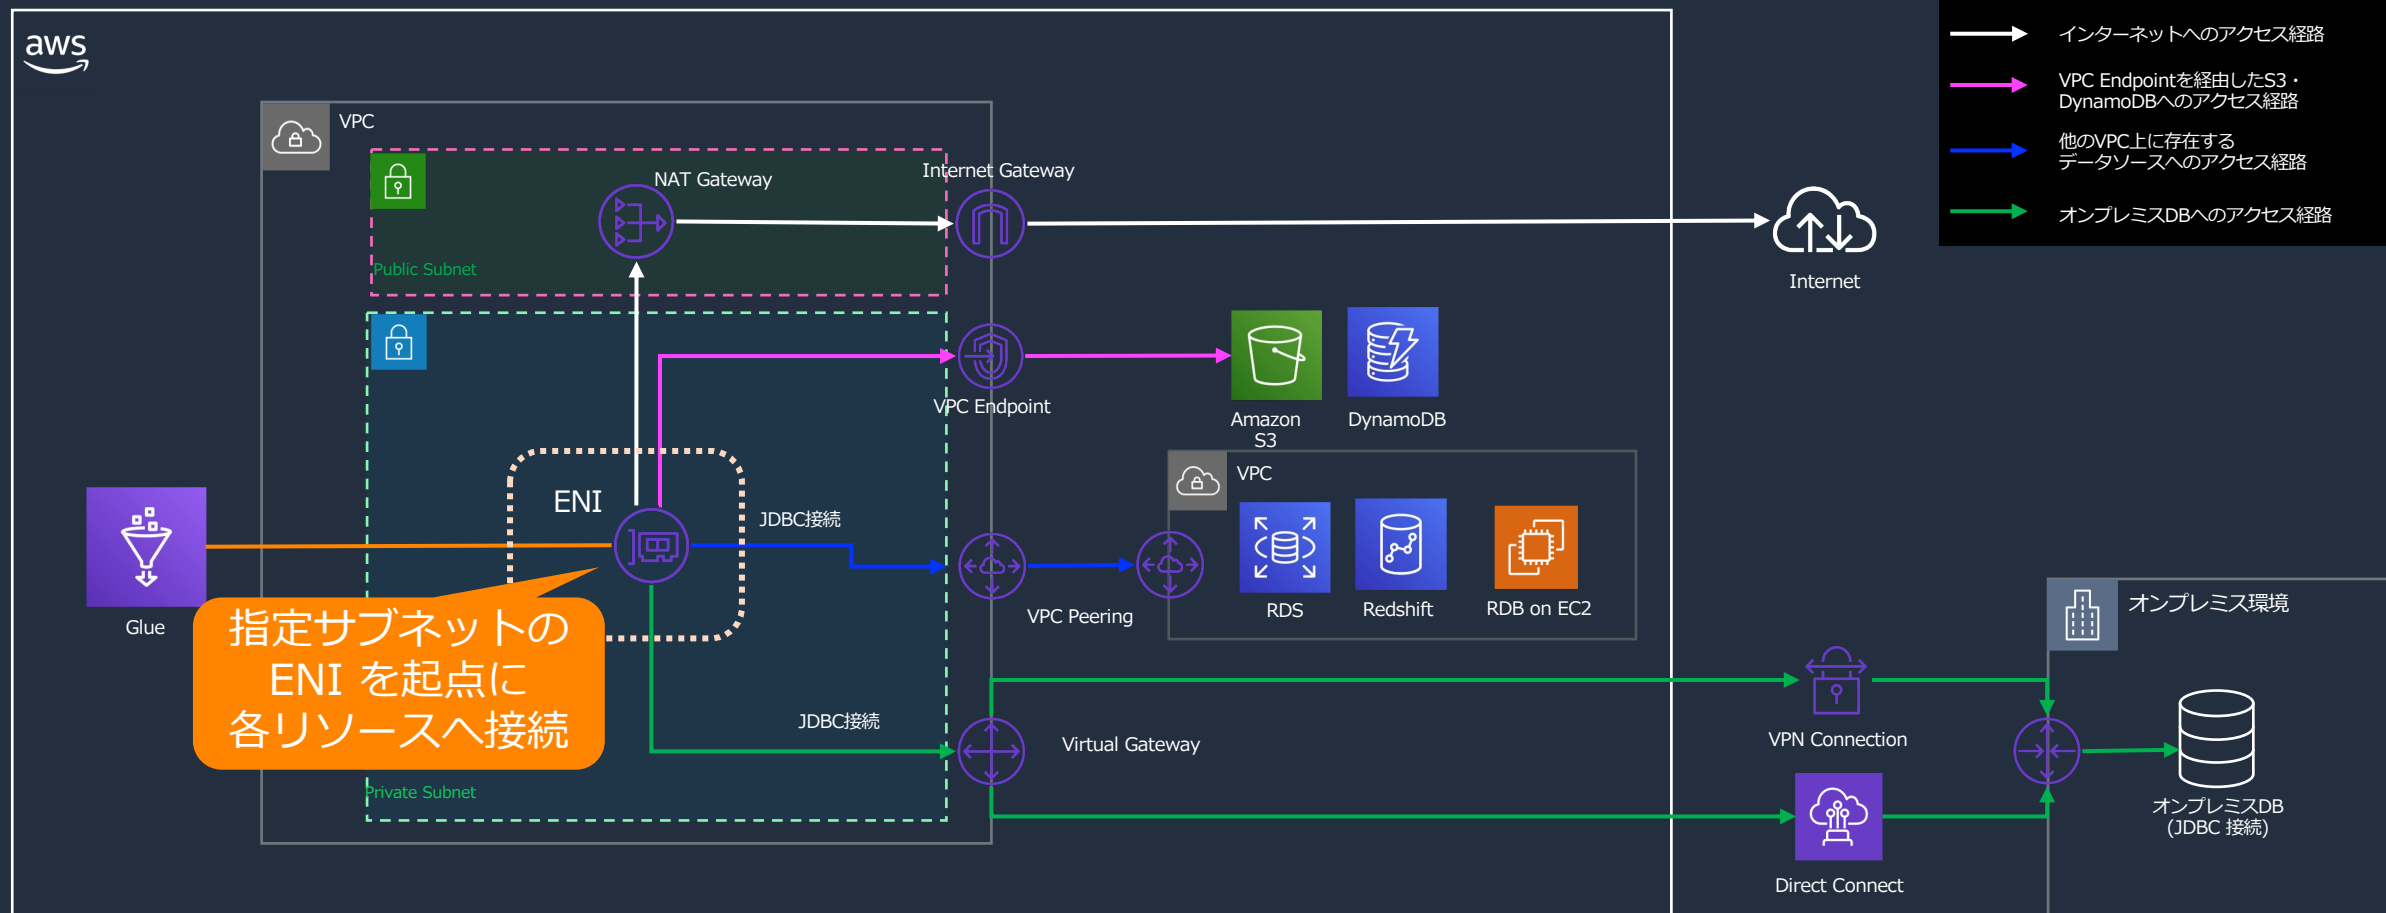 aws
インターネットへのアクセス経路
VPC Endpointを経由したS3・
DynamoDBへのアクセス経路
他のVPC上に存在する
データソースへのアクセス経路
オンプレミスDBへのアクセス経路
VPC
NAT Gateway
Internet Gateway
Public Subnet
Internet
VPC Endpoint
Amazon
S3
DynamoDB
ENI
JDBC接続
VPC
RDS
Redshift
RDB on EC2
VPC Peering
Glue
指定サブネットの
ENI を起点に
各リソースへ接続
オンプレミス環境
JDBC接続
Virtual Gateway
VPN Connection
Private Subnet
オンプレミスDB
(JDBC 接続)
Direct Connect